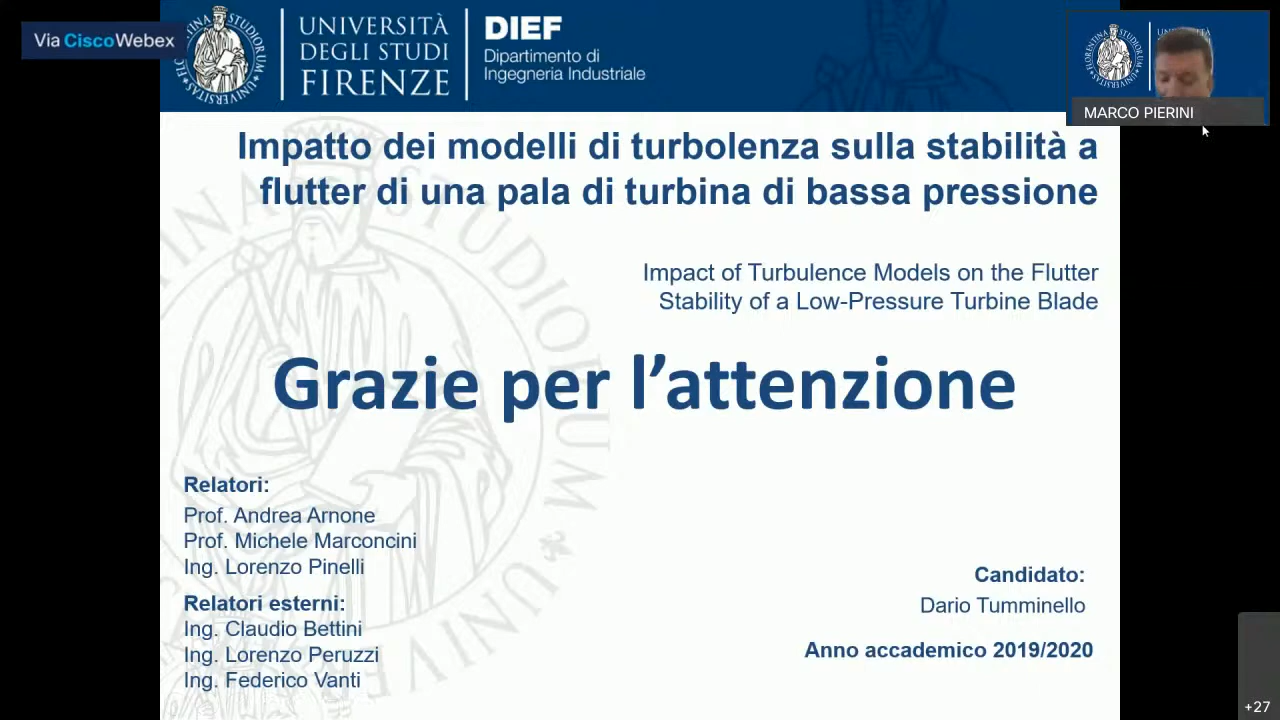 Via CiscoWebex
UNIVERSITÀ
DEGLI STUDI
FIRENZE
DIEF
Dipartimento di
Ingegneria Industriale
MARCO PIERINI
Impatto dei modelli di turbolenza sulla stabilità a
flutter di una pala di turbina di bassa pressione
Impact of Turbulence Models on the Flutter
Stability of a Low-Pressure Turbine Blade
Grazie per l’attenzione
Relatori:
Prof. Andrea Arnone
Prof. Michele Marconcini
Ing. Lorenzo Pinelli
Relatori esterni:
Ing. Claudio Bettini
Ing. Lorenzo Peruzzi
Ing. Federico Vanti
Candidato:
Dario Tumminello
Anno accademico 2019/2020
+27